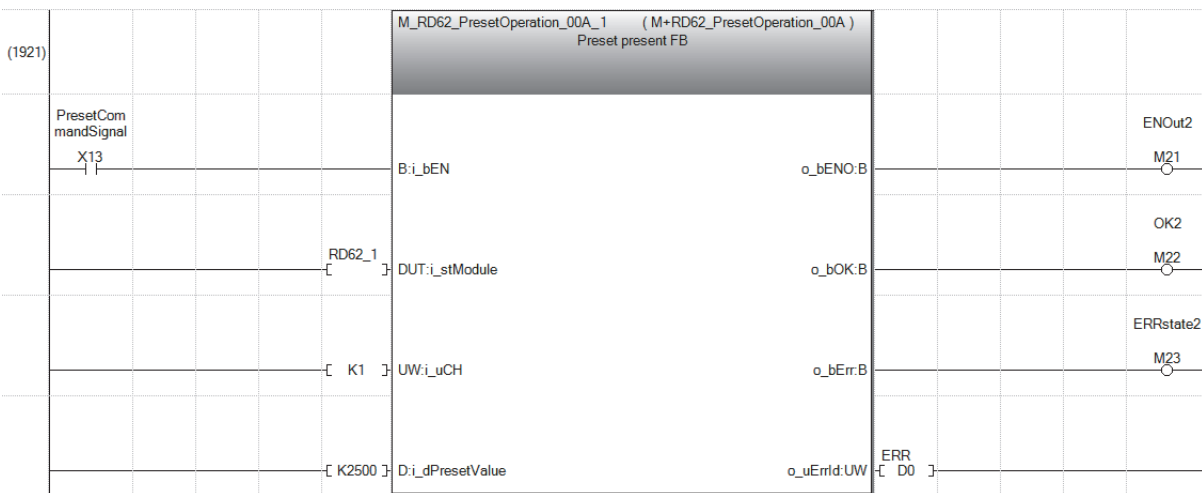 M_RD62_PresetOperation_00A_1 ( M+RD62_PresetOperation_00A )
Preset present FB
(1921)
PresetCom
mandSignal
X13
B:i_bEN
o_bENO:B
ENOut2
M21
RD62_1
DUT:i_stModule
o_bOK:B
OK2
M22
K1
UW:i_uCH
o_bErr:B
ERRstate2
M23
K2500
D:i_dPresetValue
o_uErrId:UW
ERR
D0